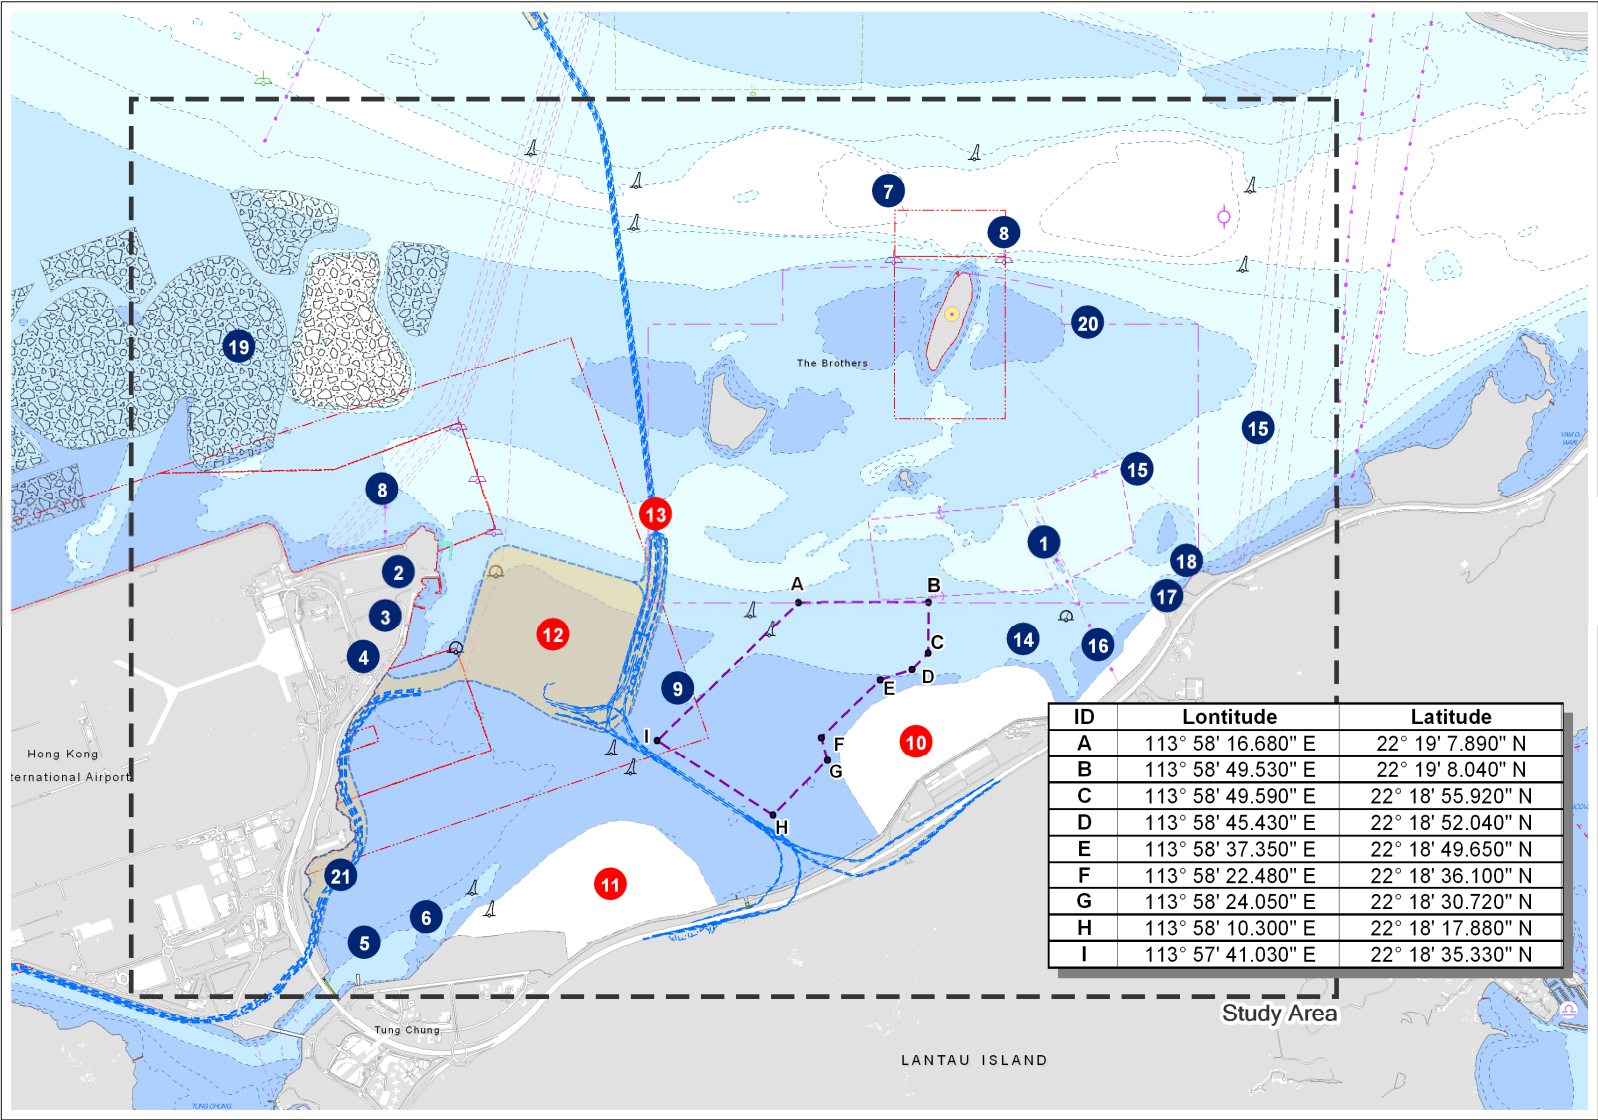 7
8
19
20
The Brothers
15
15
8
13
1
18
2
17
A
B
3
12
14
16
4
C
D
9
E
I
F
10
G
H
11
21
6
5
Hong Kong
ternational Airport
YAM O
WAN
ID Lontitude Latitude
A 113° 58' 16.680" E 22° 19' 7.890" N
B 113° 58' 49.530" E 22° 19' 8.040" N
C 113° 58' 49.590" E 22° 18' 55.920" N
D 113° 58' 45.430" E 22° 18' 52.040" N
E 113° 58' 37.350" E 22° 18' 49.650" N
F 113° 58' 22.480" E 22° 18' 36.100" N
G 113° 58' 24.050" E 22° 18' 30.720" N
H 113° 58' 10.300" E 22° 18' 17.880" N
I 113° 57' 41.030" E 22° 18' 35.330" N
Study Area
Tung Chung
LANTAU ISLAND
TUNG CHUNG